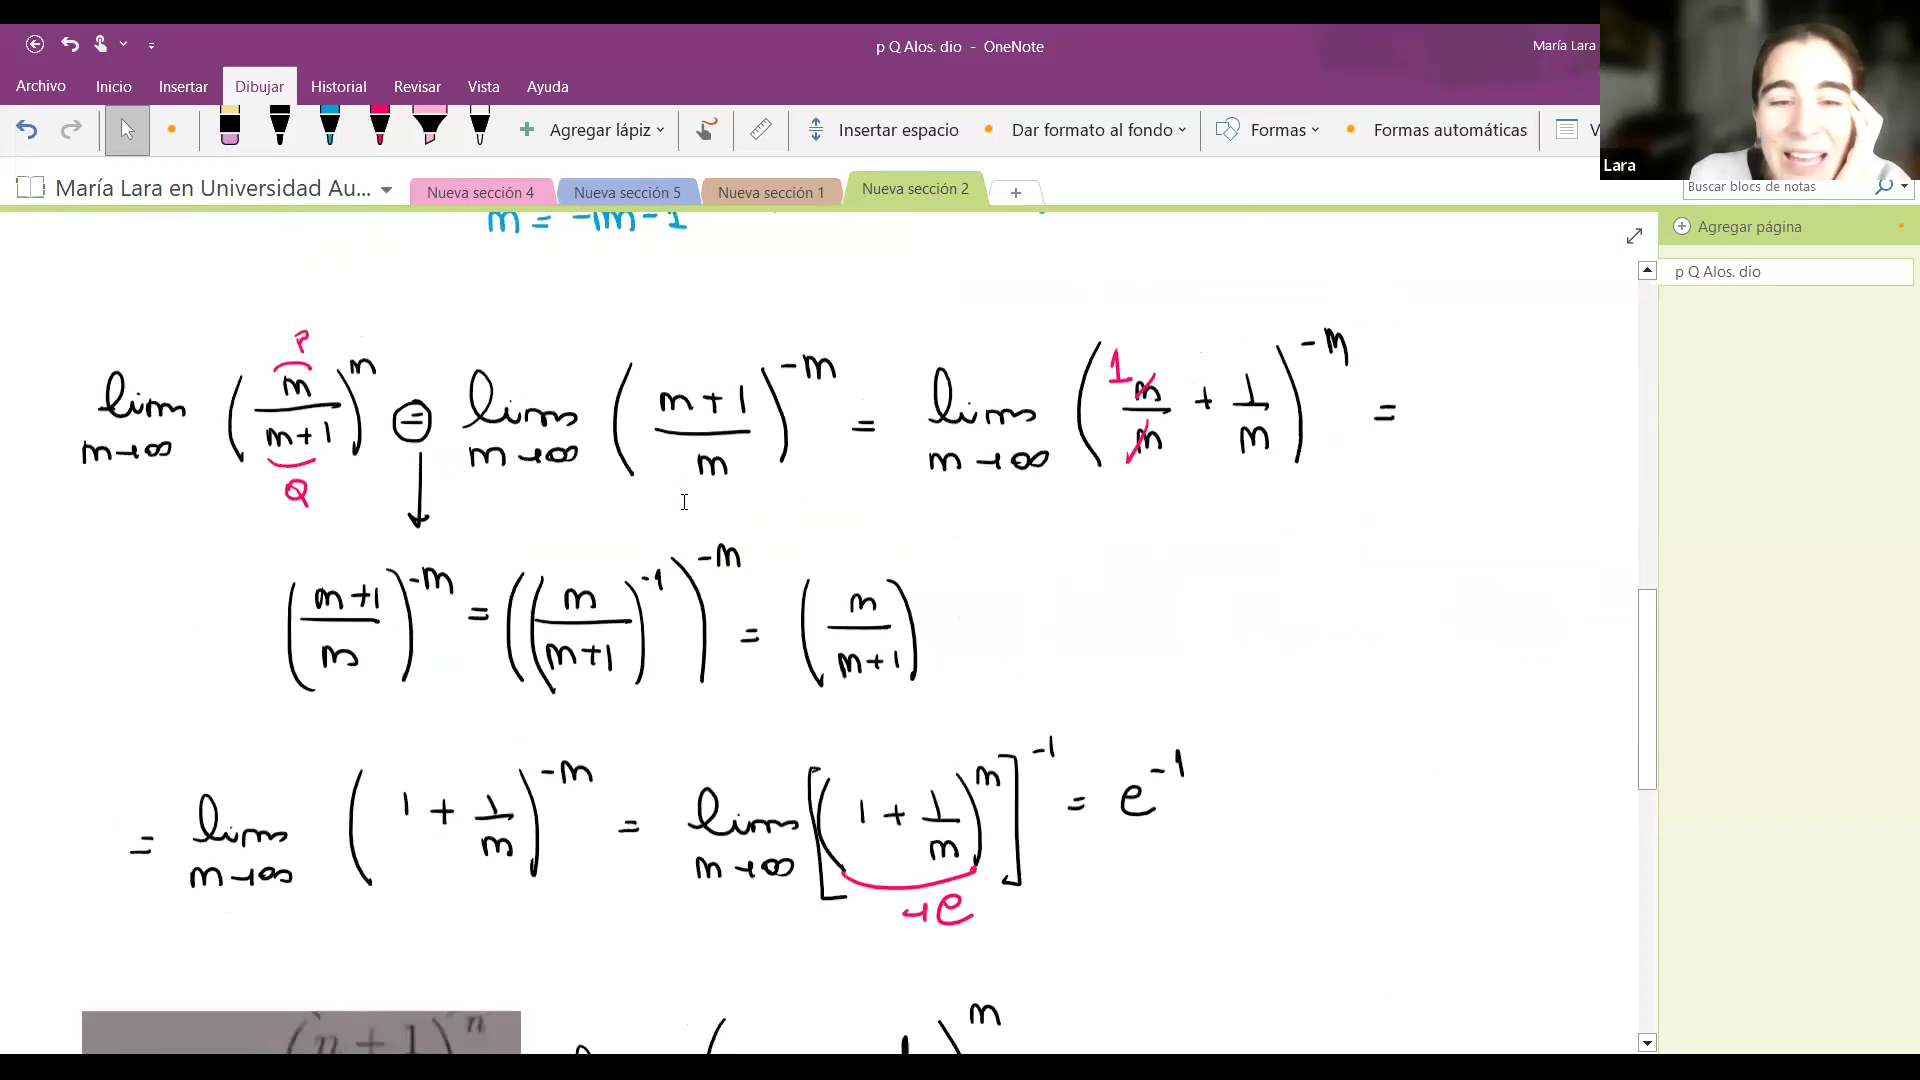 p Q Alos. dio - OneNote
María Lara
Archivo Inicio Insertar Dibujar Historial Revisar Vista Ayuda
Agregar lápiz Insertar espacio Dar formato al fondo Formas Formas automáticas V
Lara
María Lara en Universidad Au... Nueva sección 4 Nueva sección 5 Nueva sección 1 Nueva sección 2 + Buscar blocs de notas
Agregar página
p Q Alos. dio
m = -m-1
lim m→∞ (m/(m+1))^m = lim m→∞ ((m+1)/m)^-m = lim m→∞ (m/m + 1/m)^-m =
P
Q
1
((m+1)/m)^-m = ((m/(m+1))^-1)^-m = (m/(m+1))
= lim m→∞ (1 + 1/m)^-m = lim m→∞ [(1 + 1/m)^m]^-1 = e^-1
→e
(n+1)^n
m